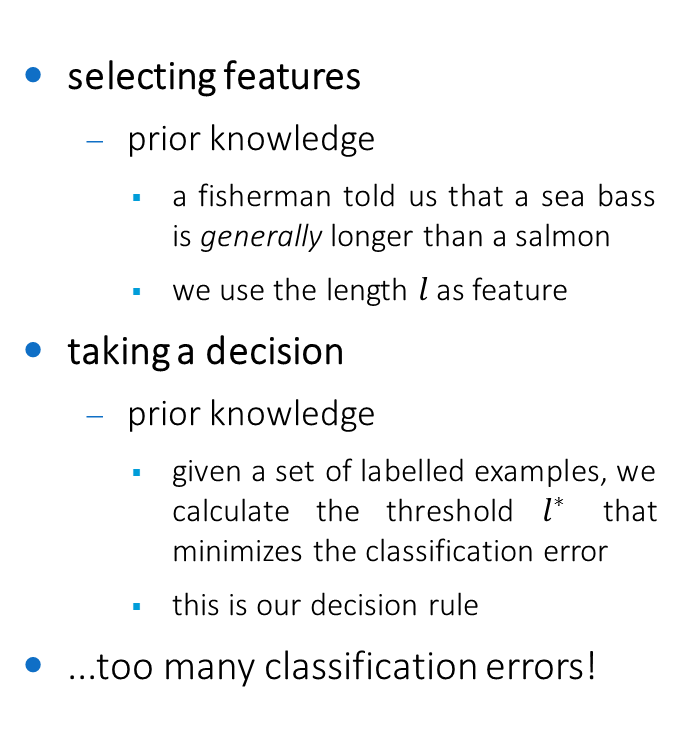 • selecting features
– prior knowledge
▪ a fisherman told us that a sea bass
is generally longer than a salmon
▪ we use the length l as feature
• taking a decision
– prior knowledge
▪ given a set of labelled examples, we
calculate the threshold l* that
minimizes the classification error
▪ this is our decision rule
• ...too many classification errors!